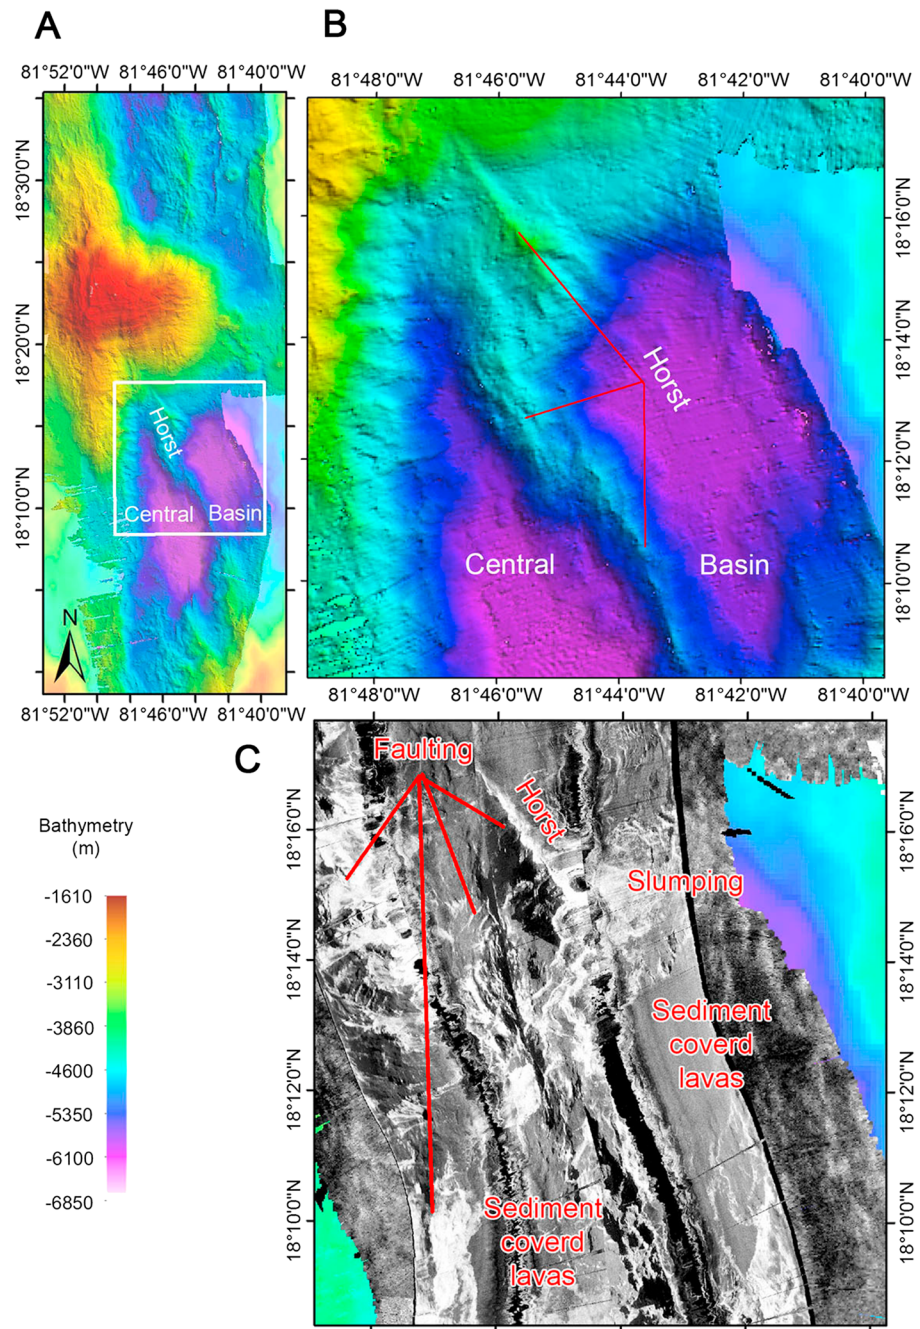 A
B
81°52'0"W 81°46'0"W 81°40'0"W
81°48'0"W 81°46'0"W 81°44'0"W 81°42'0"W 81°40'0"W
18°30'0"N
18°20'0"N
18°10'0"N
Horst
Central Basin
N
81°52'0"W 81°46'0"W 81°40'0"W
Horst
Central
Basin
18°16'0"N
18°14'0"N
18°12'0"N
18°10'0"N
81°48'0"W 81°46'0"W 81°44'0"W 81°42'0"W 81°40'0"W
C
Bathymetry
(m)
-1610
-2360
-3110
-3860
-4600
-5350
-6100
-6850
18°16'0"N
18°14'0"N
18°12'0"N
18°10'0"N
Faulting
Horst
Slumping
Sediment
coverd
lavas
Sediment
coverd
lavas
18°16'0"N
18°14'0"N
18°12'0"N
18°10'0"N